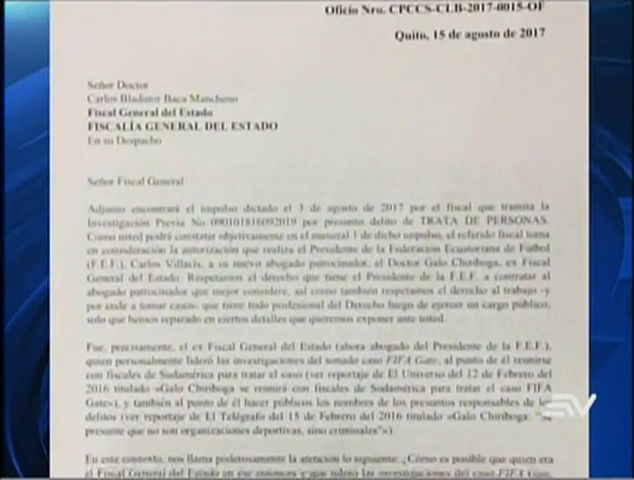 Oficio Nro. CPCCS-CLB-2017-0015-OF
Quito, 15 de agosto de 2017
Señor Doctor
Carlos Bladimir Baca Mancheno
Fiscal General del Estado
FISCALÍA GENERAL DEL ESTADO
En su Despacho
Señor Fiscal General
Adjunto encontrará el impulso dictado el 3 de agosto de 2017 por el fiscal que tramita la
Investigación Previa No. por presunto delito de TRATA DE PERSONAS.
Como usted podrá constatar objetivamente en el numeral 1 de dicho impulso, el referido fiscal toma
en consideración la autorización que realiza el Presidente de la Federación Ecuatoriana de Fútbol
(F.E.F.), Carlos Villacís, a su nuevo abogado patrocinador, el Doctor Galo Chiriboga, ex Fiscal
General del Estado. Respetamos el derecho que tiene el Presidente de la F.E.F. a contratar al
abogado patrocinador que mejor considere, así como también respetamos el derecho al trabajo -y
por ende a tomar casos- que tiene todo profesional del Derecho luego de ejercer un cargo público;
solo que hemos reparado en ciertos detalles que queremos exponer ante usted.
Fue, precisamente, el ex Fiscal General del Estado (ahora abogado del Presidente de la F.E.F.),
quien personalmente lideró las investigaciones del sonado caso FIFA Gate, al punto de él reunirse
con fiscales de Sudamérica para tratar el caso (ver reportaje de El Universo del 12 de Febrero del
2016 titulado «Galo Chiriboga se reunirá con fiscales de Sudamérica para tratar el caso FIFA
Gate»), y también al punto de él hacer públicos los nombres de los presuntos responsables de
delitos (ver reportaje de El Telégrafo del 15 de Febrero del 2016 titulado «Galo Chiriboga: "Se
presume que no son organizaciones deportivas, sino criminales"»)
En este contexto, nos llama poderosamente la atención lo siguiente: ¿Cómo es posible que quien era
el Fiscal General del Estado en ese entonces y que lideró las investigaciones del caso FIFA Gate,